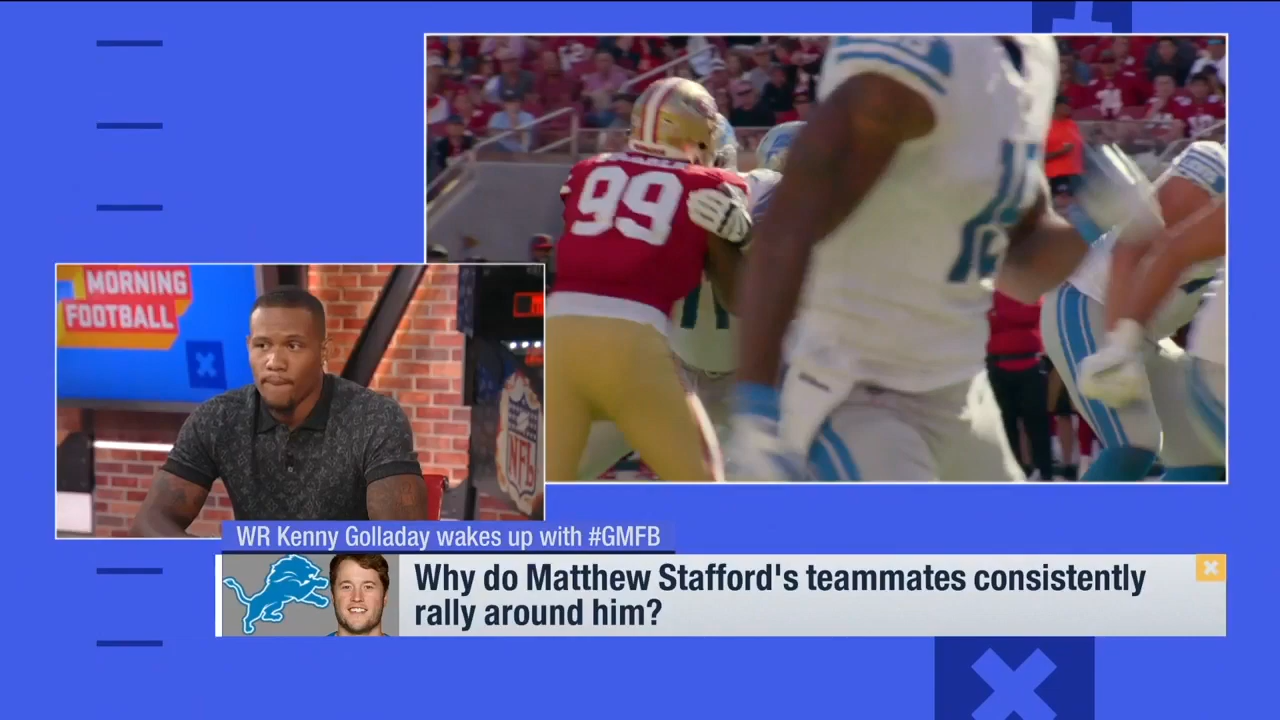 99
MORNING
FOOTBALL
NFL
WR Kenny Golladay wakes up with #GMFB
Why do Matthew Stafford's teammates consistently
rally around him?